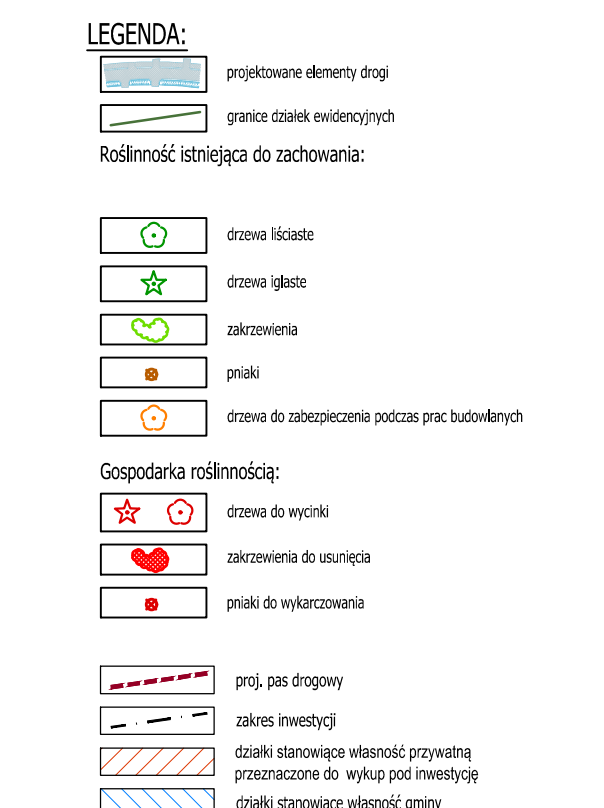 LEGENDA:
projektowane elementy drogi
granice działek ewidencyjnych
Roślinność istniejąca do zachowania:
drzewa liściaste
drzewa iglaste
zakrzewienia
pniaki
drzewa do zabezpieczenia podczas prac budowlanych
Gospodarka roślinnością:
drzewa do wycinki
zakrzewienia do usunięcia
pniaki do wykarczowania
proj. pas drogowy
zakres inwestycji
działki stanowiące własność prywatną
przeznaczone do wykup pod inwestycję
działki stanowiące własność gminy